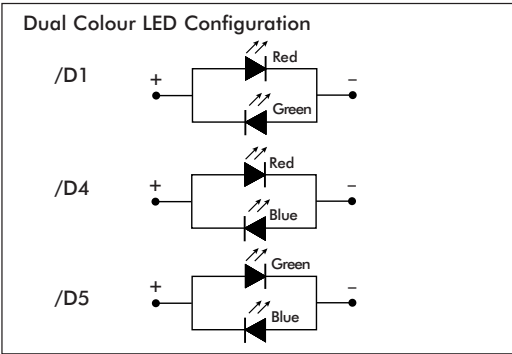 Dual Colour LED Configuration
/D1
+
Red
Green
−
/D4
+
Red
Blue
−
/D5
+
Green
Blue
−